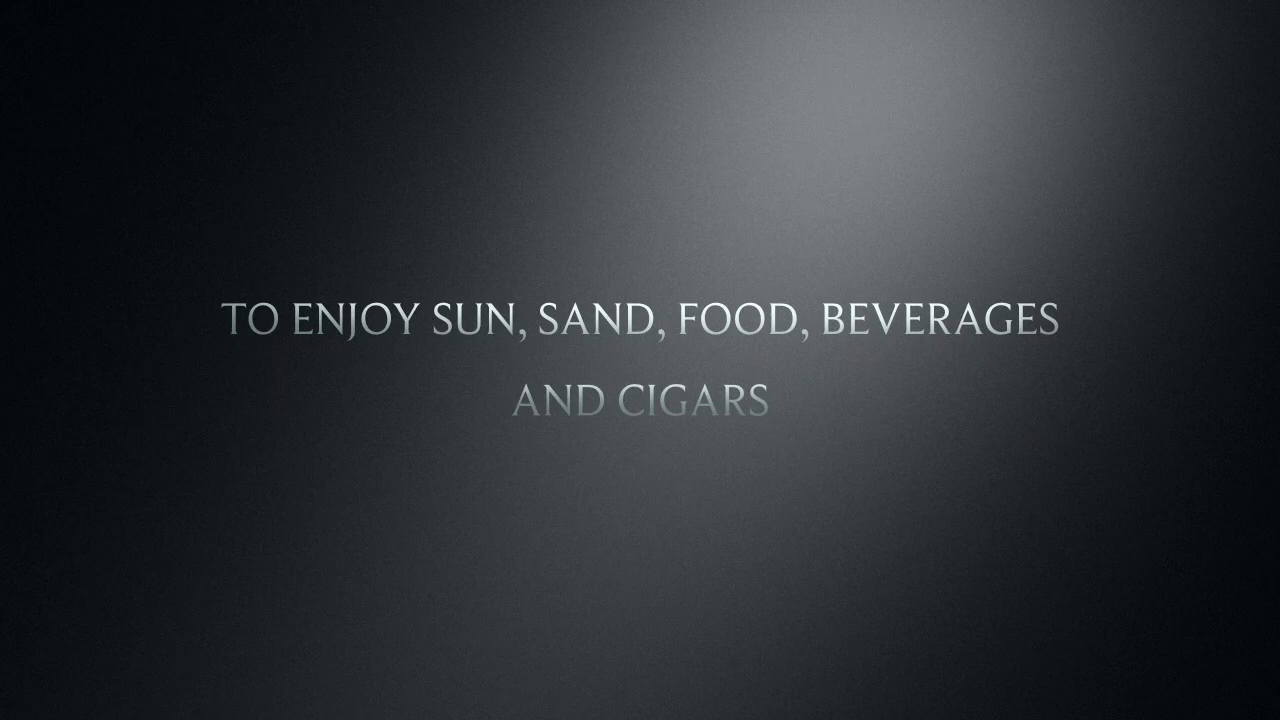 TO ENJOY SUN, SAND, FOOD, BEVERAGES
AND CIGARS